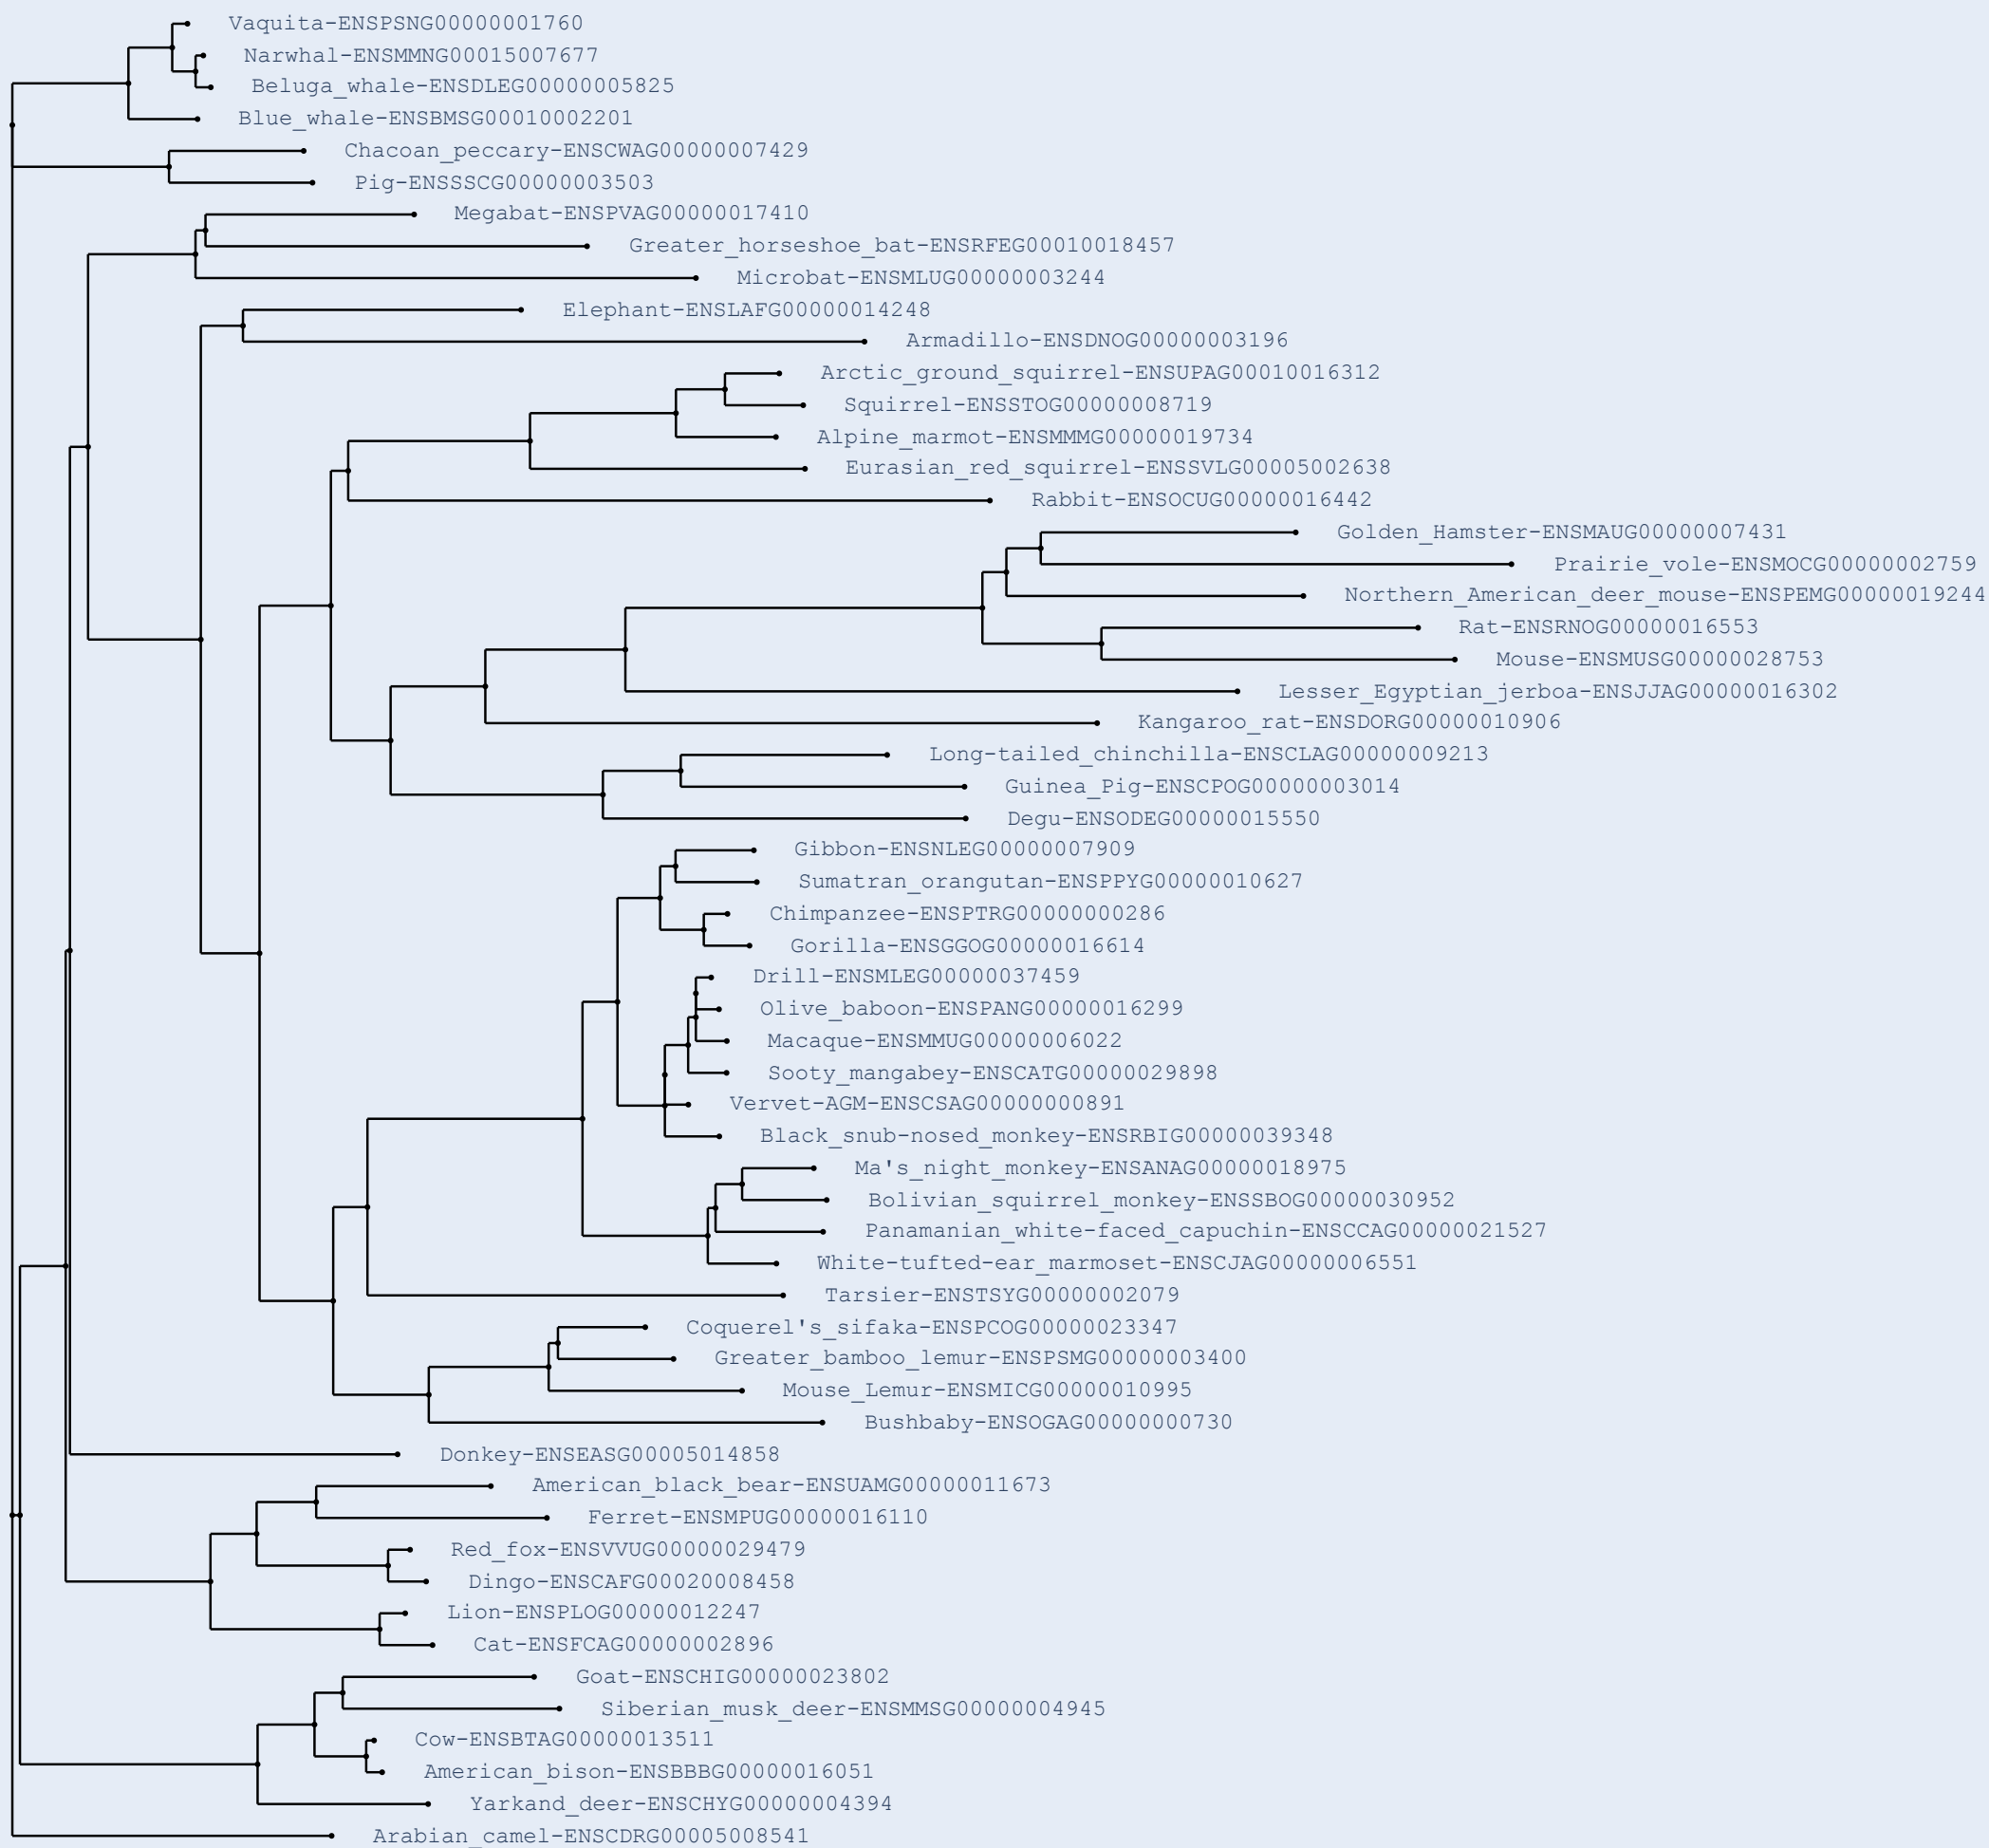 Vaquita-ENSPSNG00000001760
Narwhal-ENSMMNG00015007677
Beluga_whale-ENSDLEG00000005825
Blue_whale-ENSBMSG00010002201
Chacoan_peccary-ENSCWAG00000007429
Pig-ENSSSCG00000003503
Megabat-ENSPVAG00000017410
Greater_horseshoe_bat-ENSRFEG00010018457
Microbat-ENSMLUG00000003244
Elephant-ENSLAFG00000014248
Armadillo-ENSDNOG00000003196
Arctic_ground_squirrel-ENSUPAG00010016312
Squirrel-ENSSTOG00000008719
Alpine_marmot-ENSMMMG00000019734
Eurasian_red_squirrel-ENSSVLG00005002638
Rabbit-ENSOCUG00000016442
Golden_Hamster-ENSMAUG00000007431
Prairie_vole-ENSMOCG00000002759
Northern_American_deer_mouse-ENSPEMG00000019244
Rat-ENSRNOG00000016553
Mouse-ENSMUSG00000028753
Lesser_Egyptian_jerboa-ENSJJAG00000016302
Kangaroo_rat-ENSDORG00000010906
Long-tailed_chinchilla-ENSCLAG00000009213
Guinea_Pig-ENSCPOG00000003014
Degu-ENSODEG00000015550
Gibbon-ENSNLEG00000007909
Sumatran_orangutan-ENSPPYG00000010627
Chimpanzee-ENSPTRG00000000286
Gorilla-ENSGGOG00000016614
Drill-ENSMLEG00000037459
Olive_baboon-ENSPANG00000016299
Macaque-ENSMMUG00000006022
Sooty_mangabey-ENSCATG00000029898
Vervet-AGM-ENSCSAG00000000891
Black_snub-nosed_monkey-ENSRBIG00000039348
Ma's_night_monkey-ENSANAG00000018975
Bolivian_squirrel_monkey-ENSSBOG00000030952
Panamanian_white-faced_capuchin-ENSCCAG00000021527
White-tufted-ear_marmoset-ENSCJAG00000006551
Tarsier-ENSTSYG00000002079
Coquerel's_sifaka-ENSPCOG00000023347
Greater_bamboo_lemur-ENSPSMG00000003400
Mouse_Lemur-ENSMICG00000010995
Bushbaby-ENSOGAG00000000730
Donkey-ENSEASG00005014858
American_black_bear-ENSUAMG00000011673
Ferret-ENSMPUG00000016110
Red_fox-ENSVVUG00000029479
Dingo-ENSCAFG00020008458
Lion-ENSPLOG00000012247
Cat-ENSFCAG00000002896
Goat-ENSCHIG00000023802
Siberian_musk_deer-ENSMMSG00000004945
Cow-ENSBTAG00000013511
American_bison-ENSBBBG00000016051
Yarkand_deer-ENSCHYG00000004394
Arabian_camel-ENSCDRG00005008541